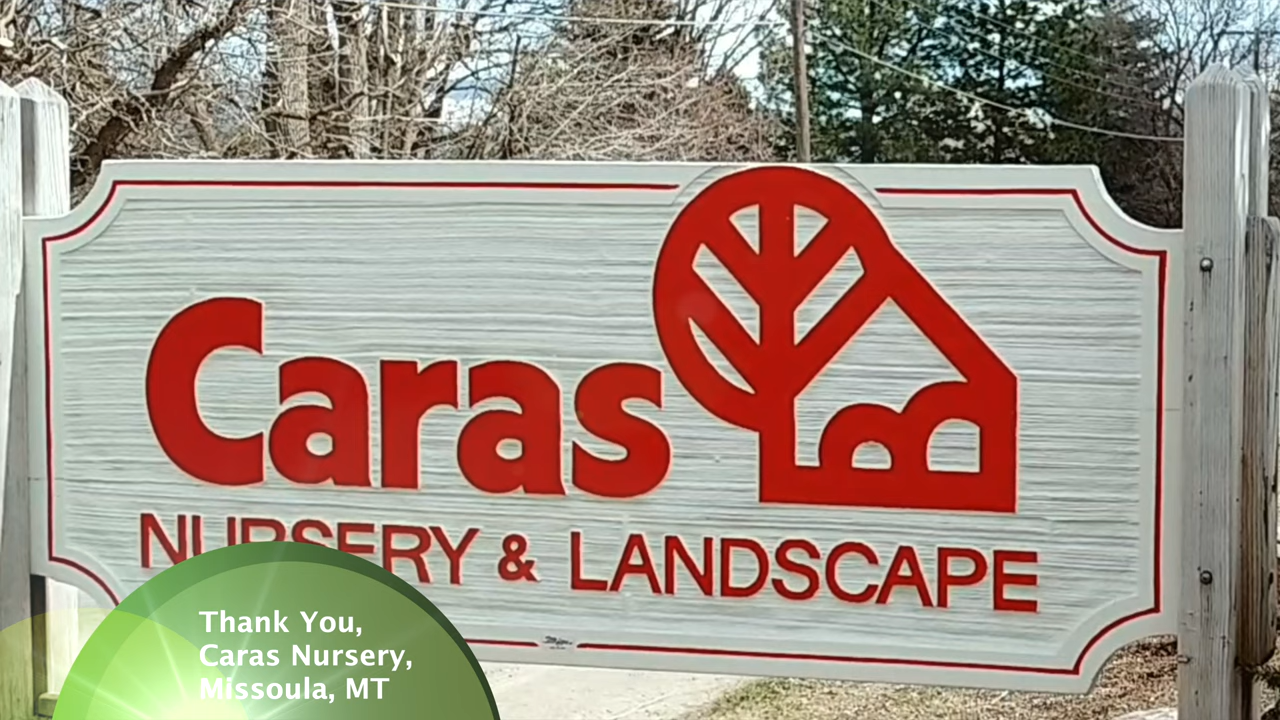 Caras
NURSERY & LANDSCAPE
Thank You,
Caras Nursery,
Missoula, MT